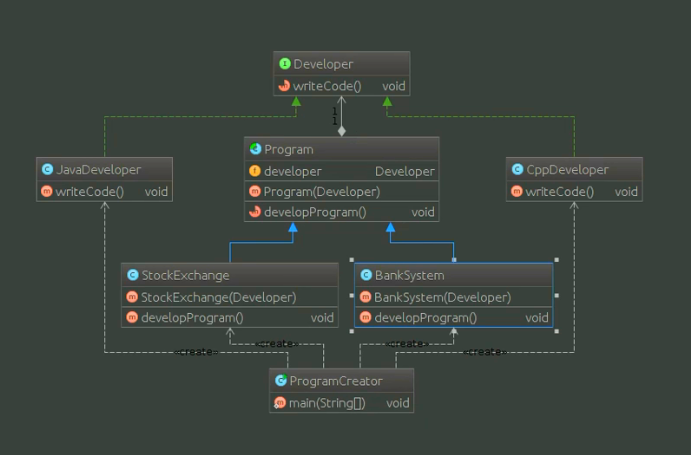 I Developer
m writeCode() void
1
1
C Program
f developer Developer
m Program(Developer)
m developProgram() void
C JavaDeveloper
m writeCode() void
C CppDeveloper
m writeCode() void
C StockExchange
m StockExchange(Developer)
m developProgram() void
C BankSystem
m BankSystem(Developer)
m developProgram() void
«create»
«create»
«create»
«create»
C ProgramCreator
m main(String[]) void